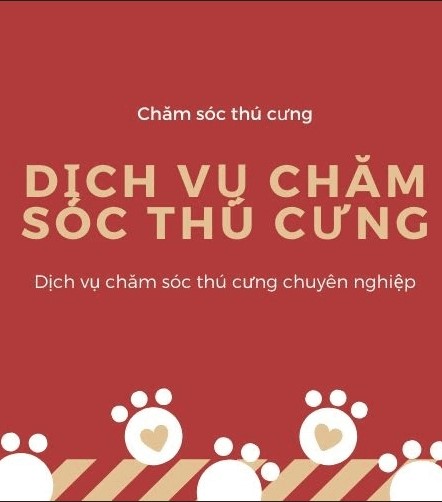 Chăm sóc thú cưng
DỊCH VỤ CHĂM
SÓC THÚ CƯNG
Dịch vụ chăm sóc thú cưng chuyên nghiệp